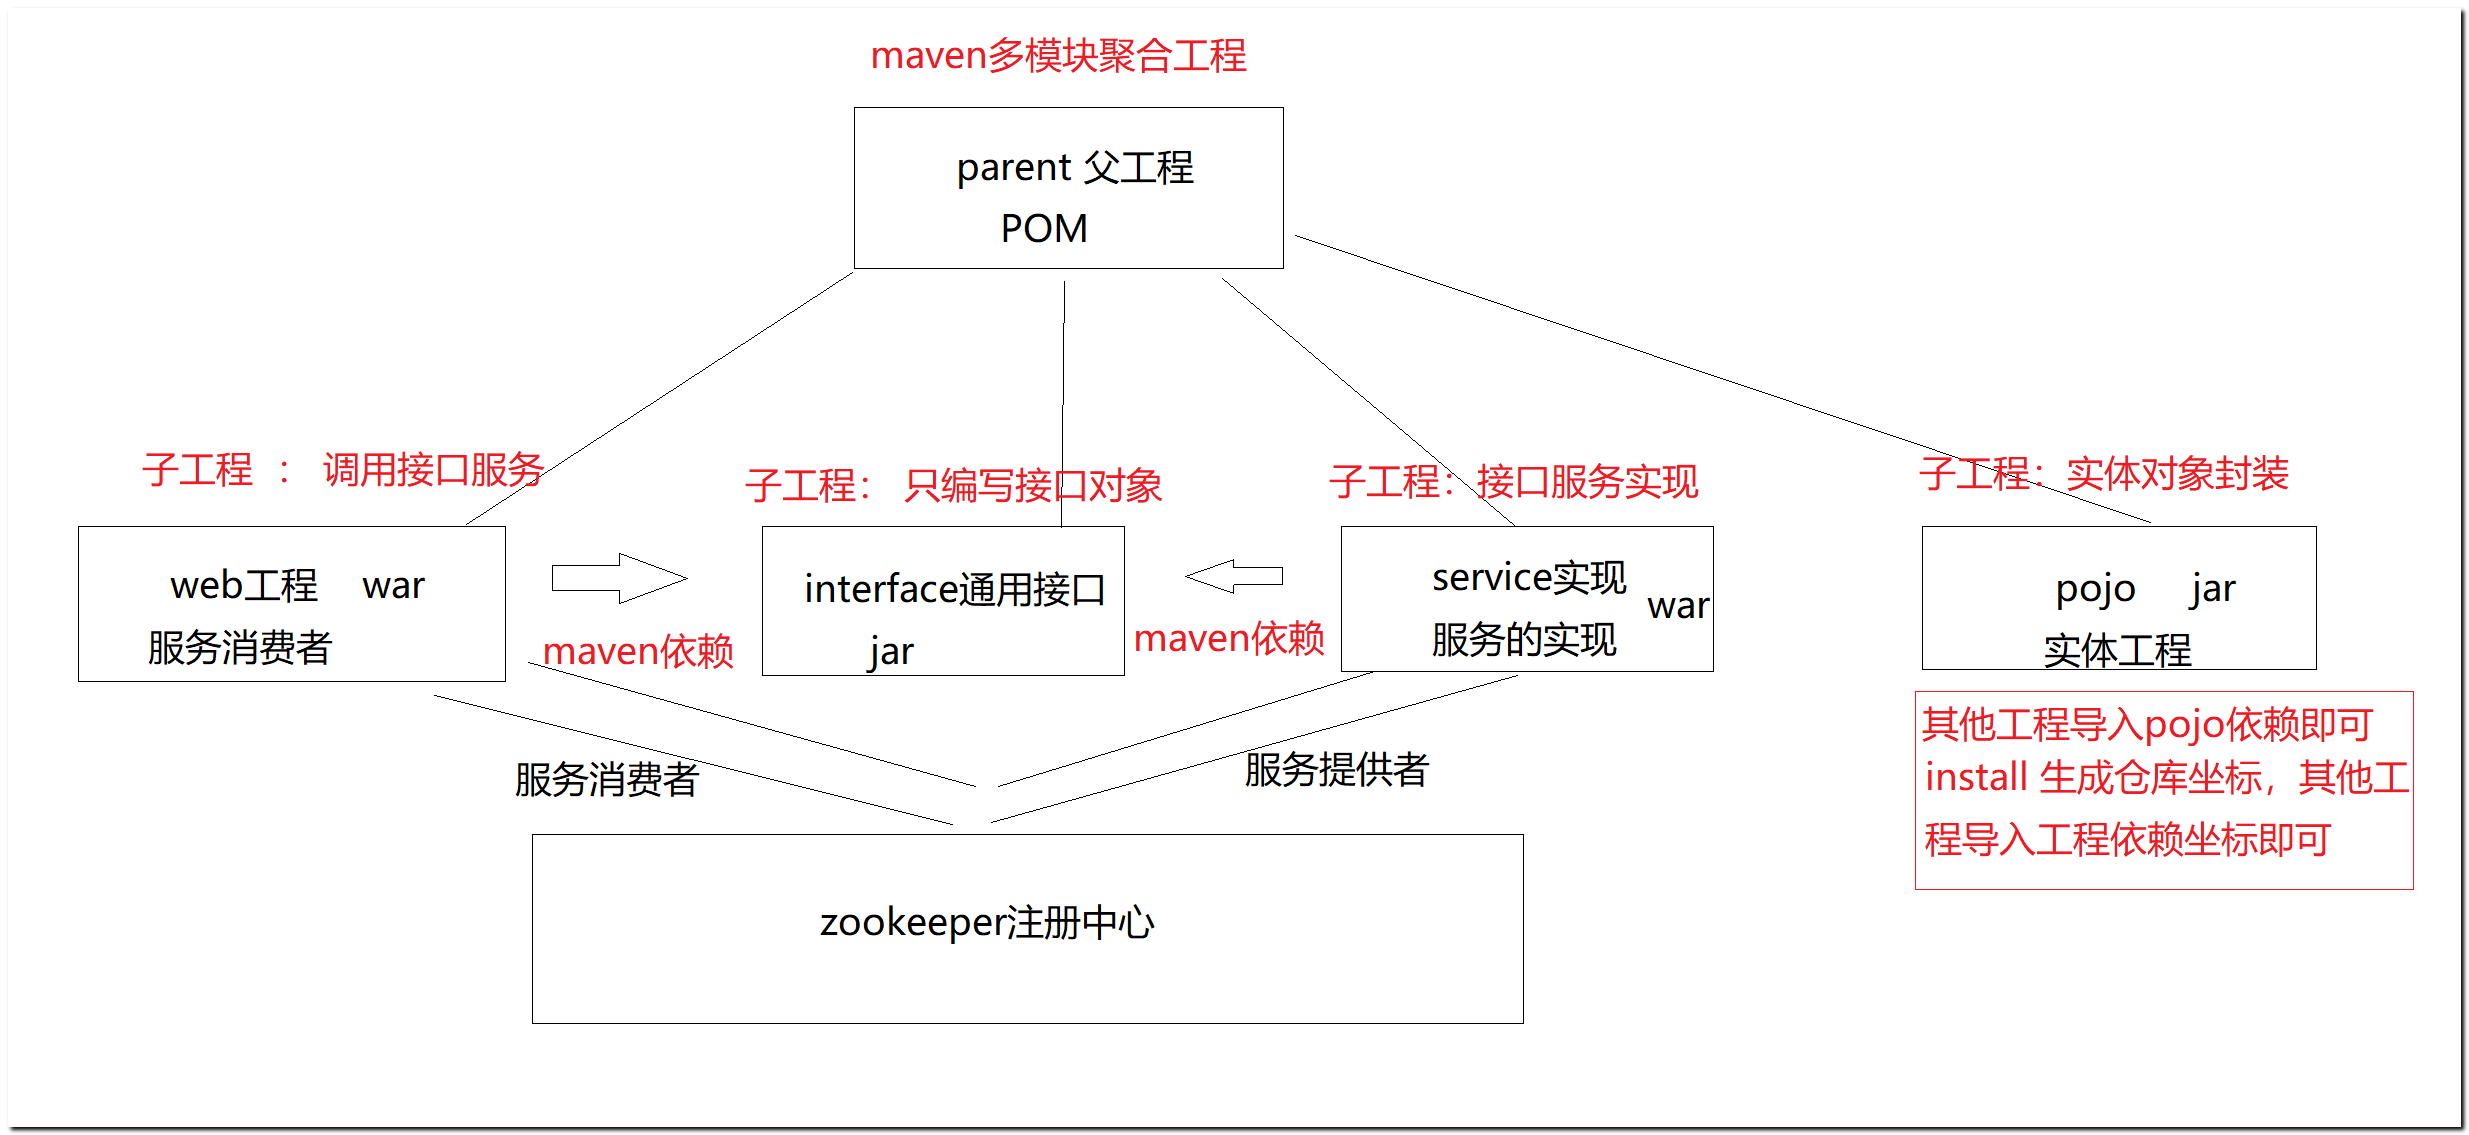 maven多模块聚合工程
parent 父工程
POM
子工程 : 调用接口服务
子工程: 只编写接口对象
子工程: 接口服务实现
子工程: 实体对象封装
web工程 war
服务消费者
maven依赖
interface通用接口
jar
maven依赖
service实现
war
服务的实现
pojo jar
实体工程
其他工程导入pojo依赖即可
install 生成仓库坐标, 其他工
程导入工程依赖坐标即可
服务消费者
服务提供者
zookeeper注册中心